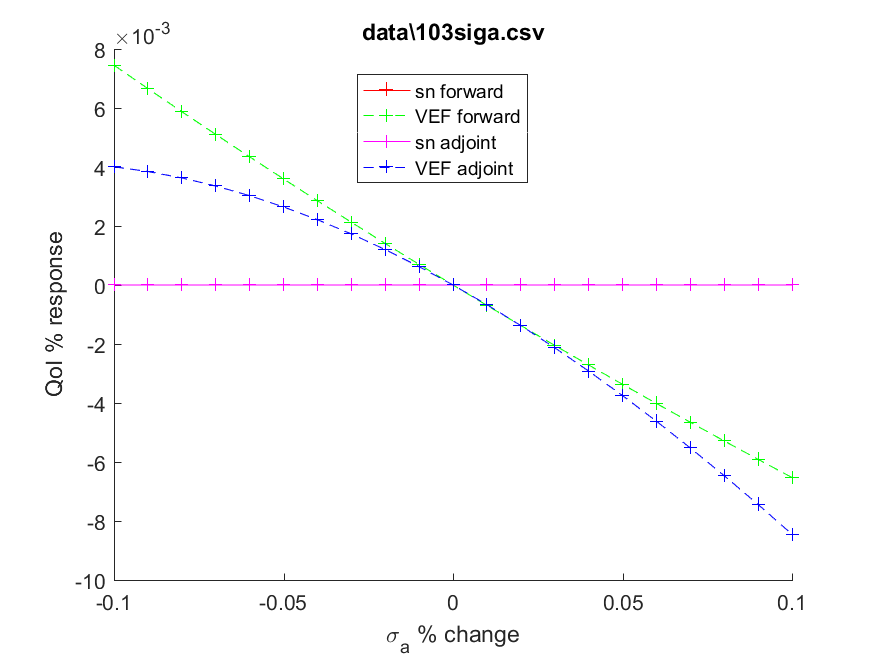 data\103siga.csv
×10⁻³
sn forward
VEF forward
sn adjoint
VEF adjoint
8
6
4
2
0
-2
-4
-6
-8
-10
QoI % response
-0.1 -0.05 0 0.05 0.1
σₐ % change